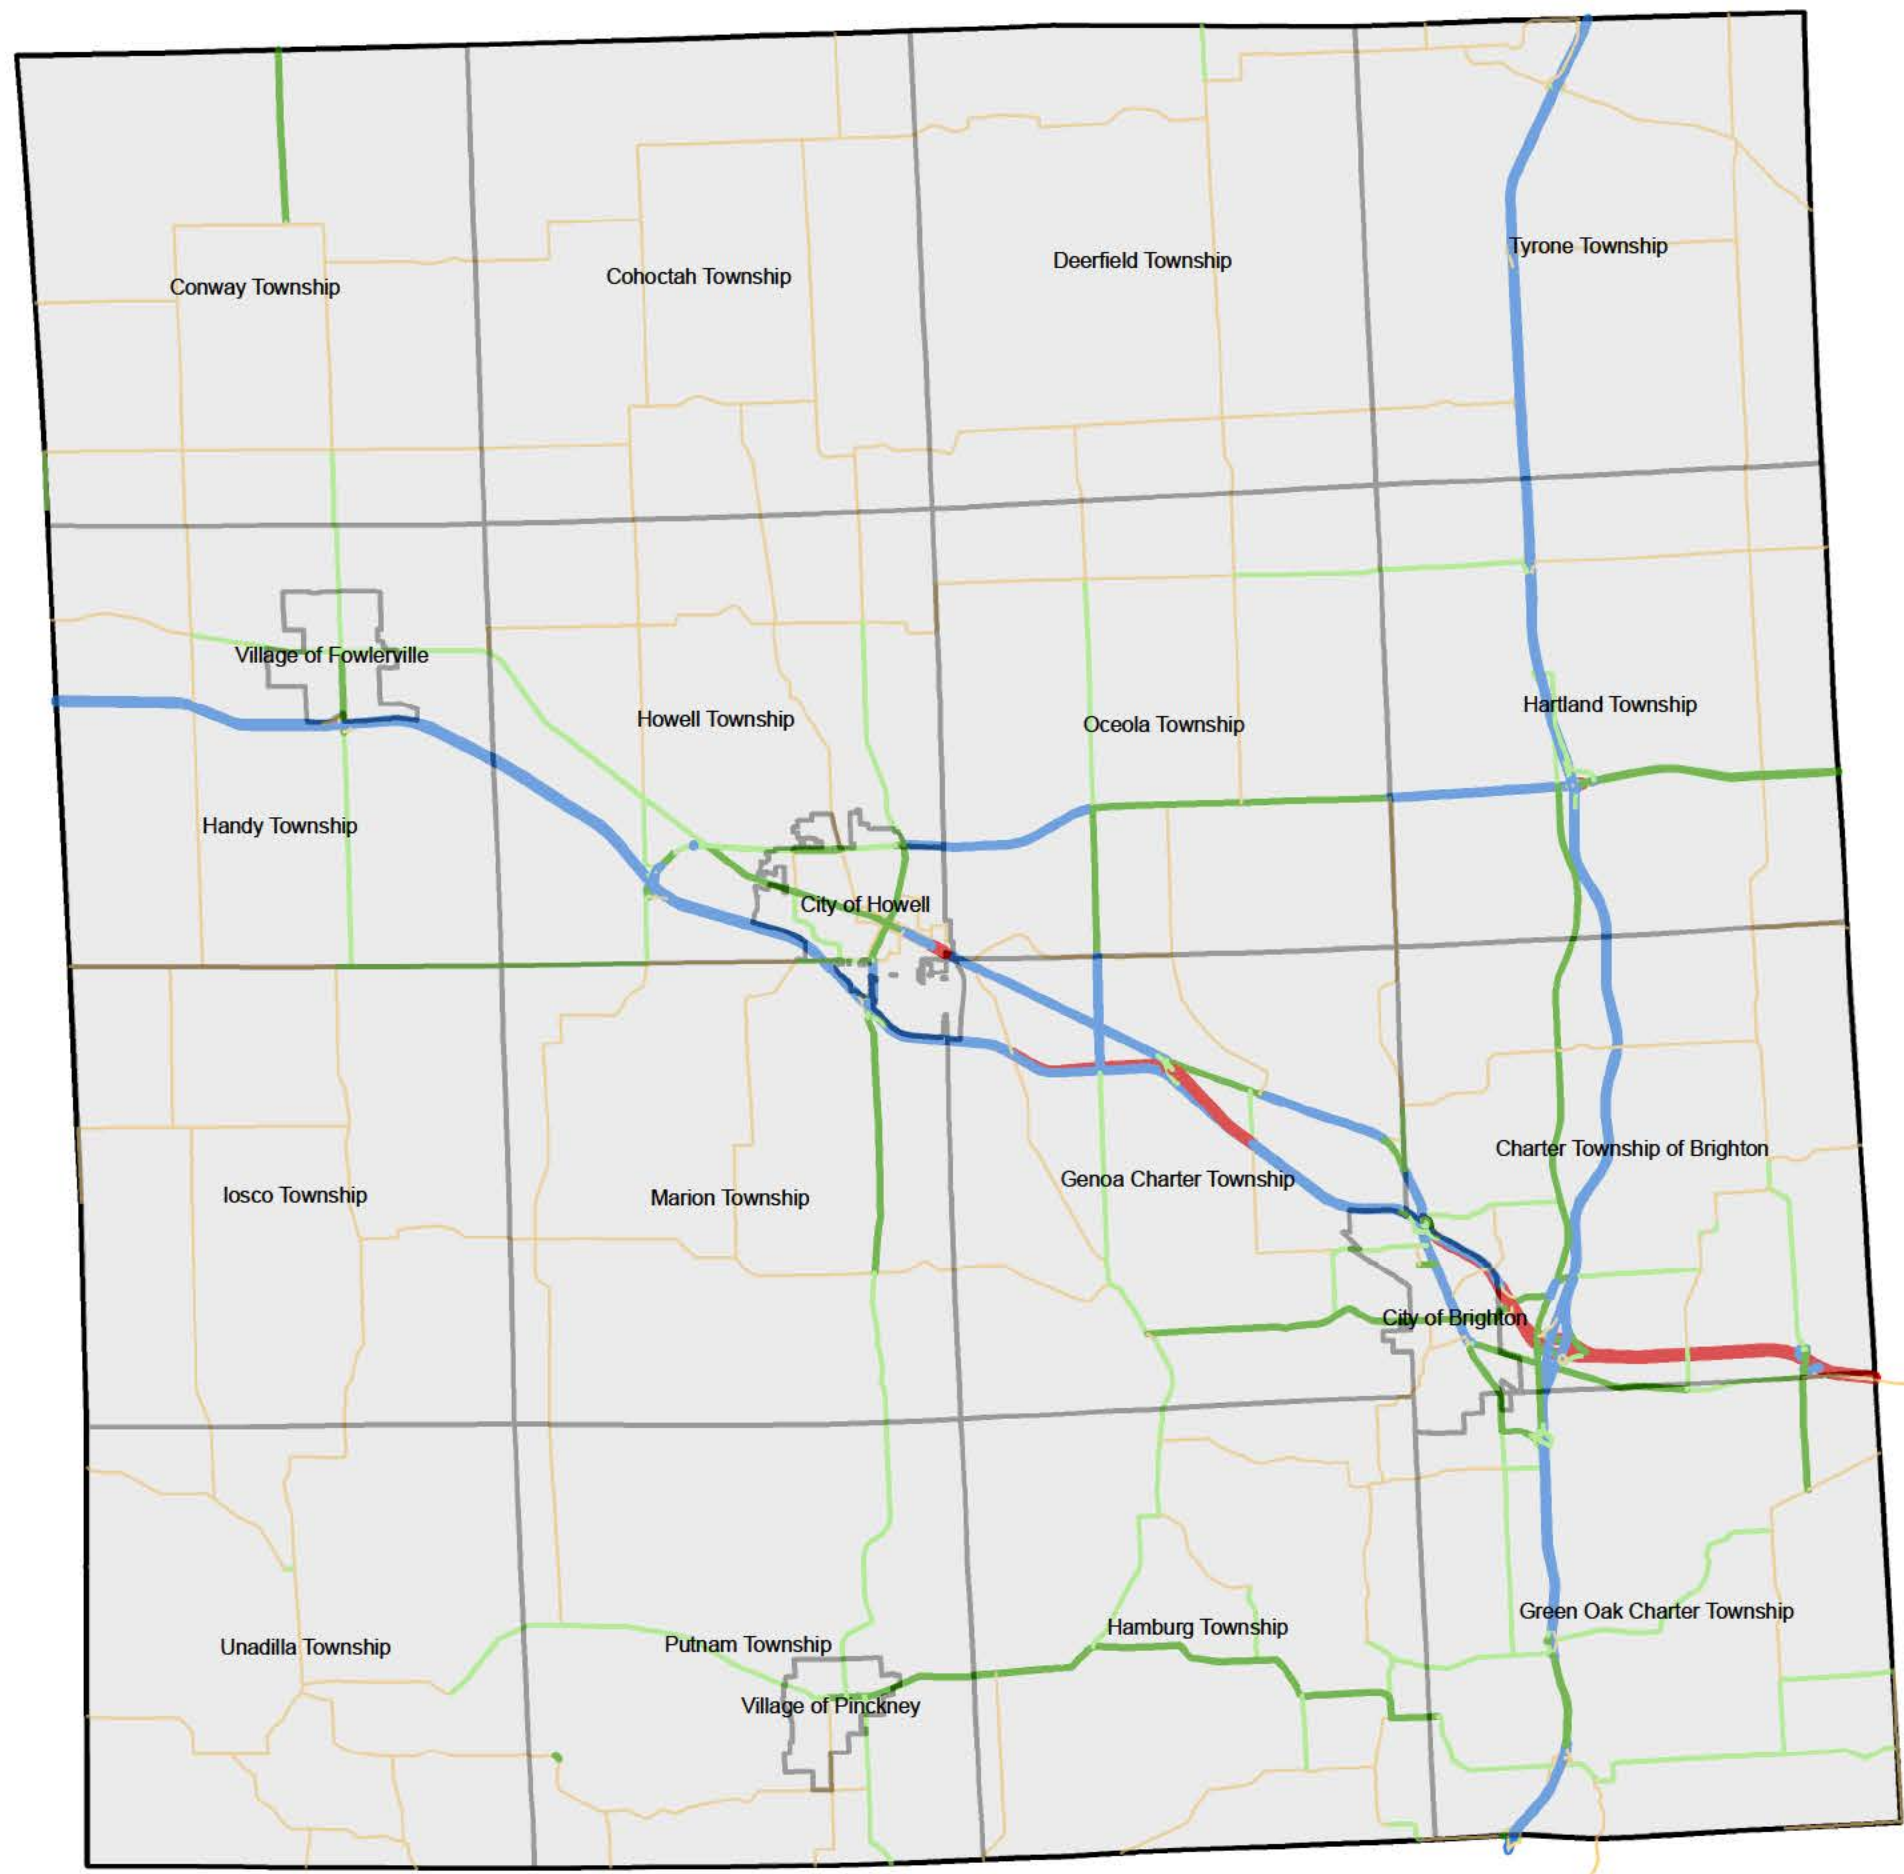 Tyrone Township
Deerfield Township
Cohoctah Township
Conway Township
Village of Fowlerville
Hartland Township
Howell Township
Oceola Township
Handy Township
City of Howell
Charter Township of Brighton
Genoa Charter Township
Iosco Township
Marion Township
City of Brighton
Green Oak Charter Township
Hamburg Township
Putnam Township
Unadilla Township
Village of Pinckney